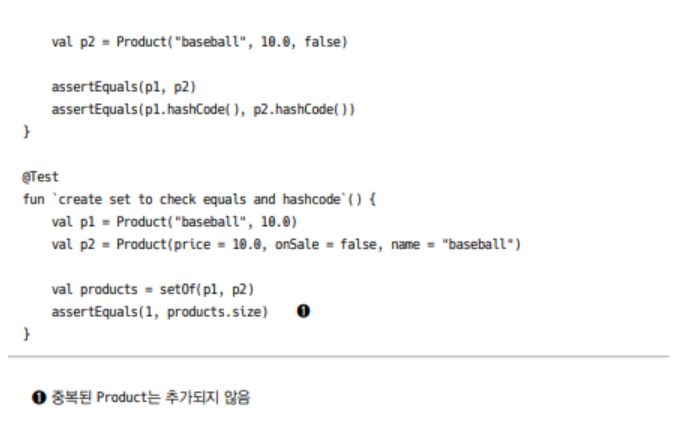 val p2 = Product("baseball", 10.0, false)
assertEquals(p1, p2)
assertEquals(p1.hashCode(), p2.hashCode())
}
@Test
fun `create set to check equals and hashcode`() {
val p1 = Product("baseball", 10.0)
val p2 = Product(price = 10.0, onSale = false, name = "baseball")
val products = setOf(p1, p2)
assertEquals(1, products.size) ❶
}
❶ 중복된 Product는 추가되지 않음